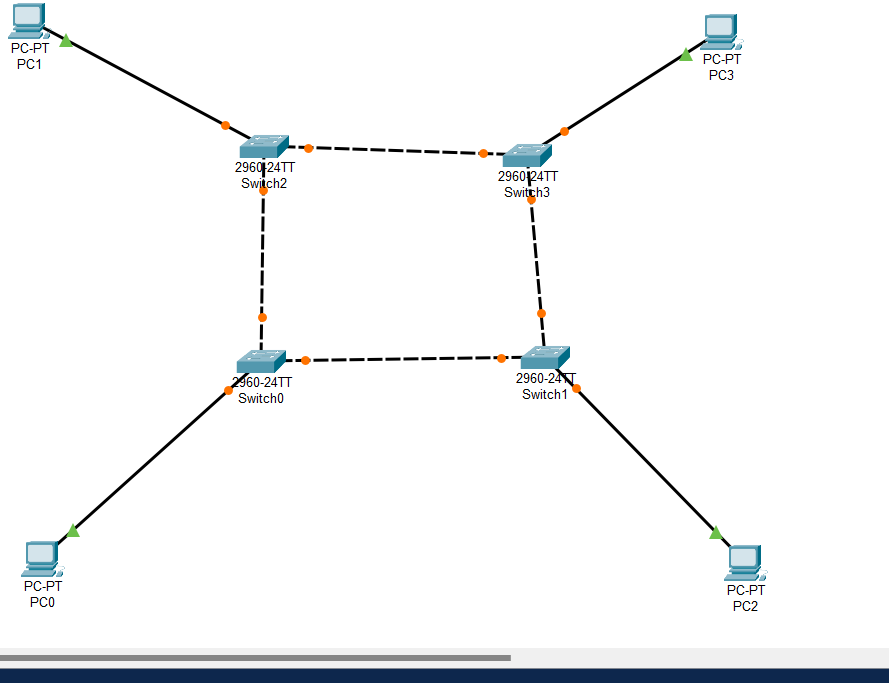 PC-PT
PC1
PC-PT
PC3
2960-24TT
Switch2
2960-24TT
Switch3
2960-24TT
Switch0
2960-24TT
Switch1
PC-PT
PC0
PC-PT
PC2